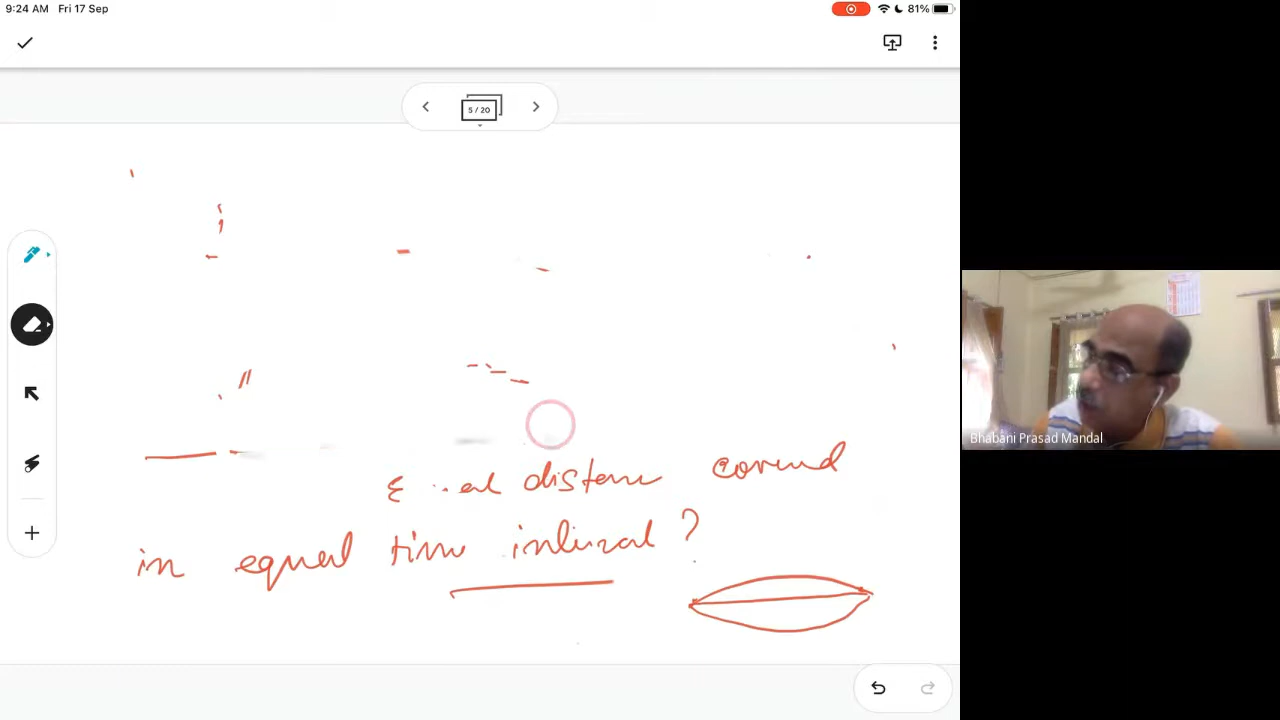 9:24 AM Fri 17 Sep
81%
5 / 20
distance covered
in equal time interval ?
Bhabani Prasad Mandal